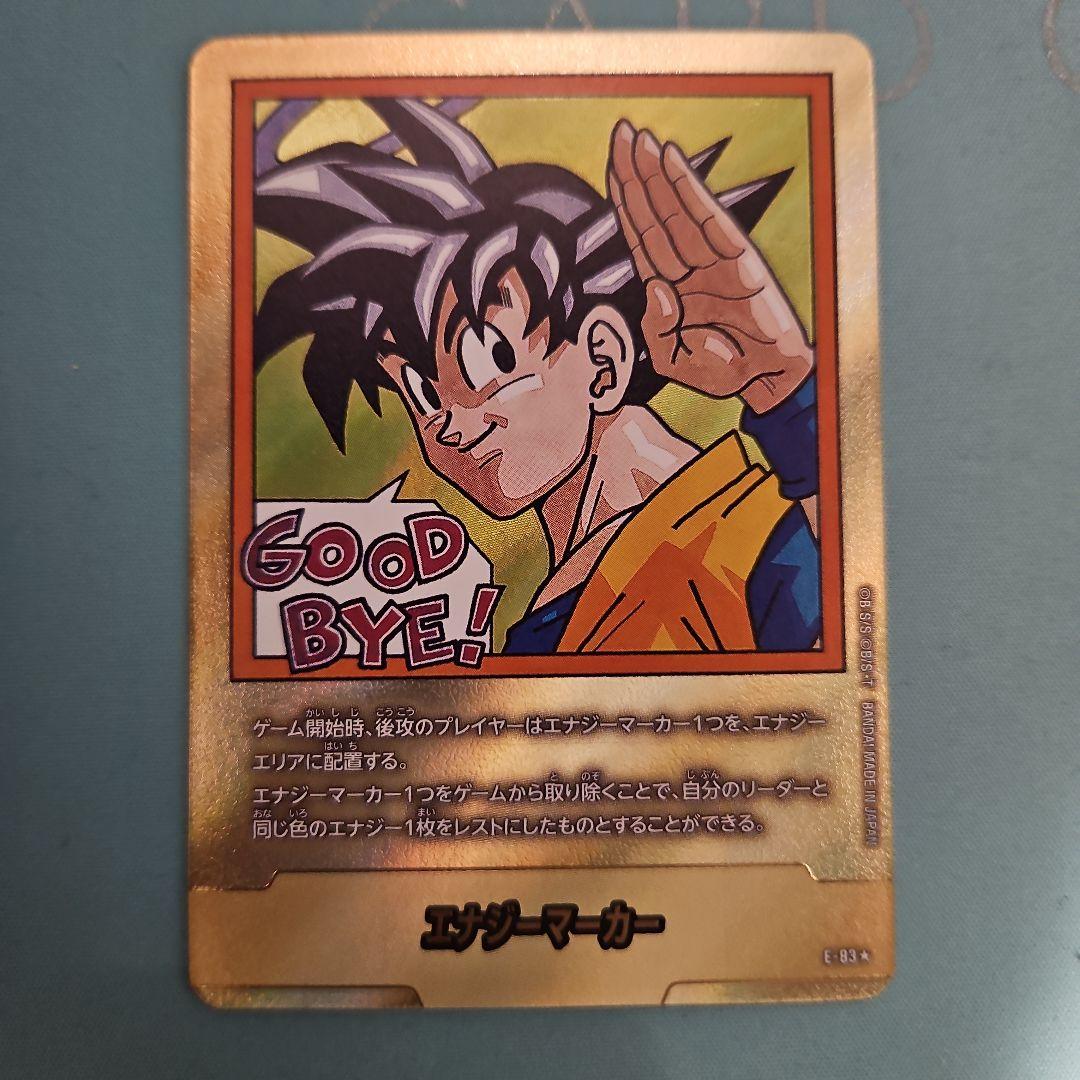 GOOD
BYE!
ゲーム開始時、後攻のプレイヤーはエナジーマーカー1つを、エナジー
エリアに配置する。
エナジーマーカー1つをゲームから取り除くことで、自分のリーダーと
同じ色のエナジー1枚をレストにしたものとすることができる。
エナジーマーカー
E-83★
©B'S/S ©B/S・T BANDAI MADE IN JAPAN